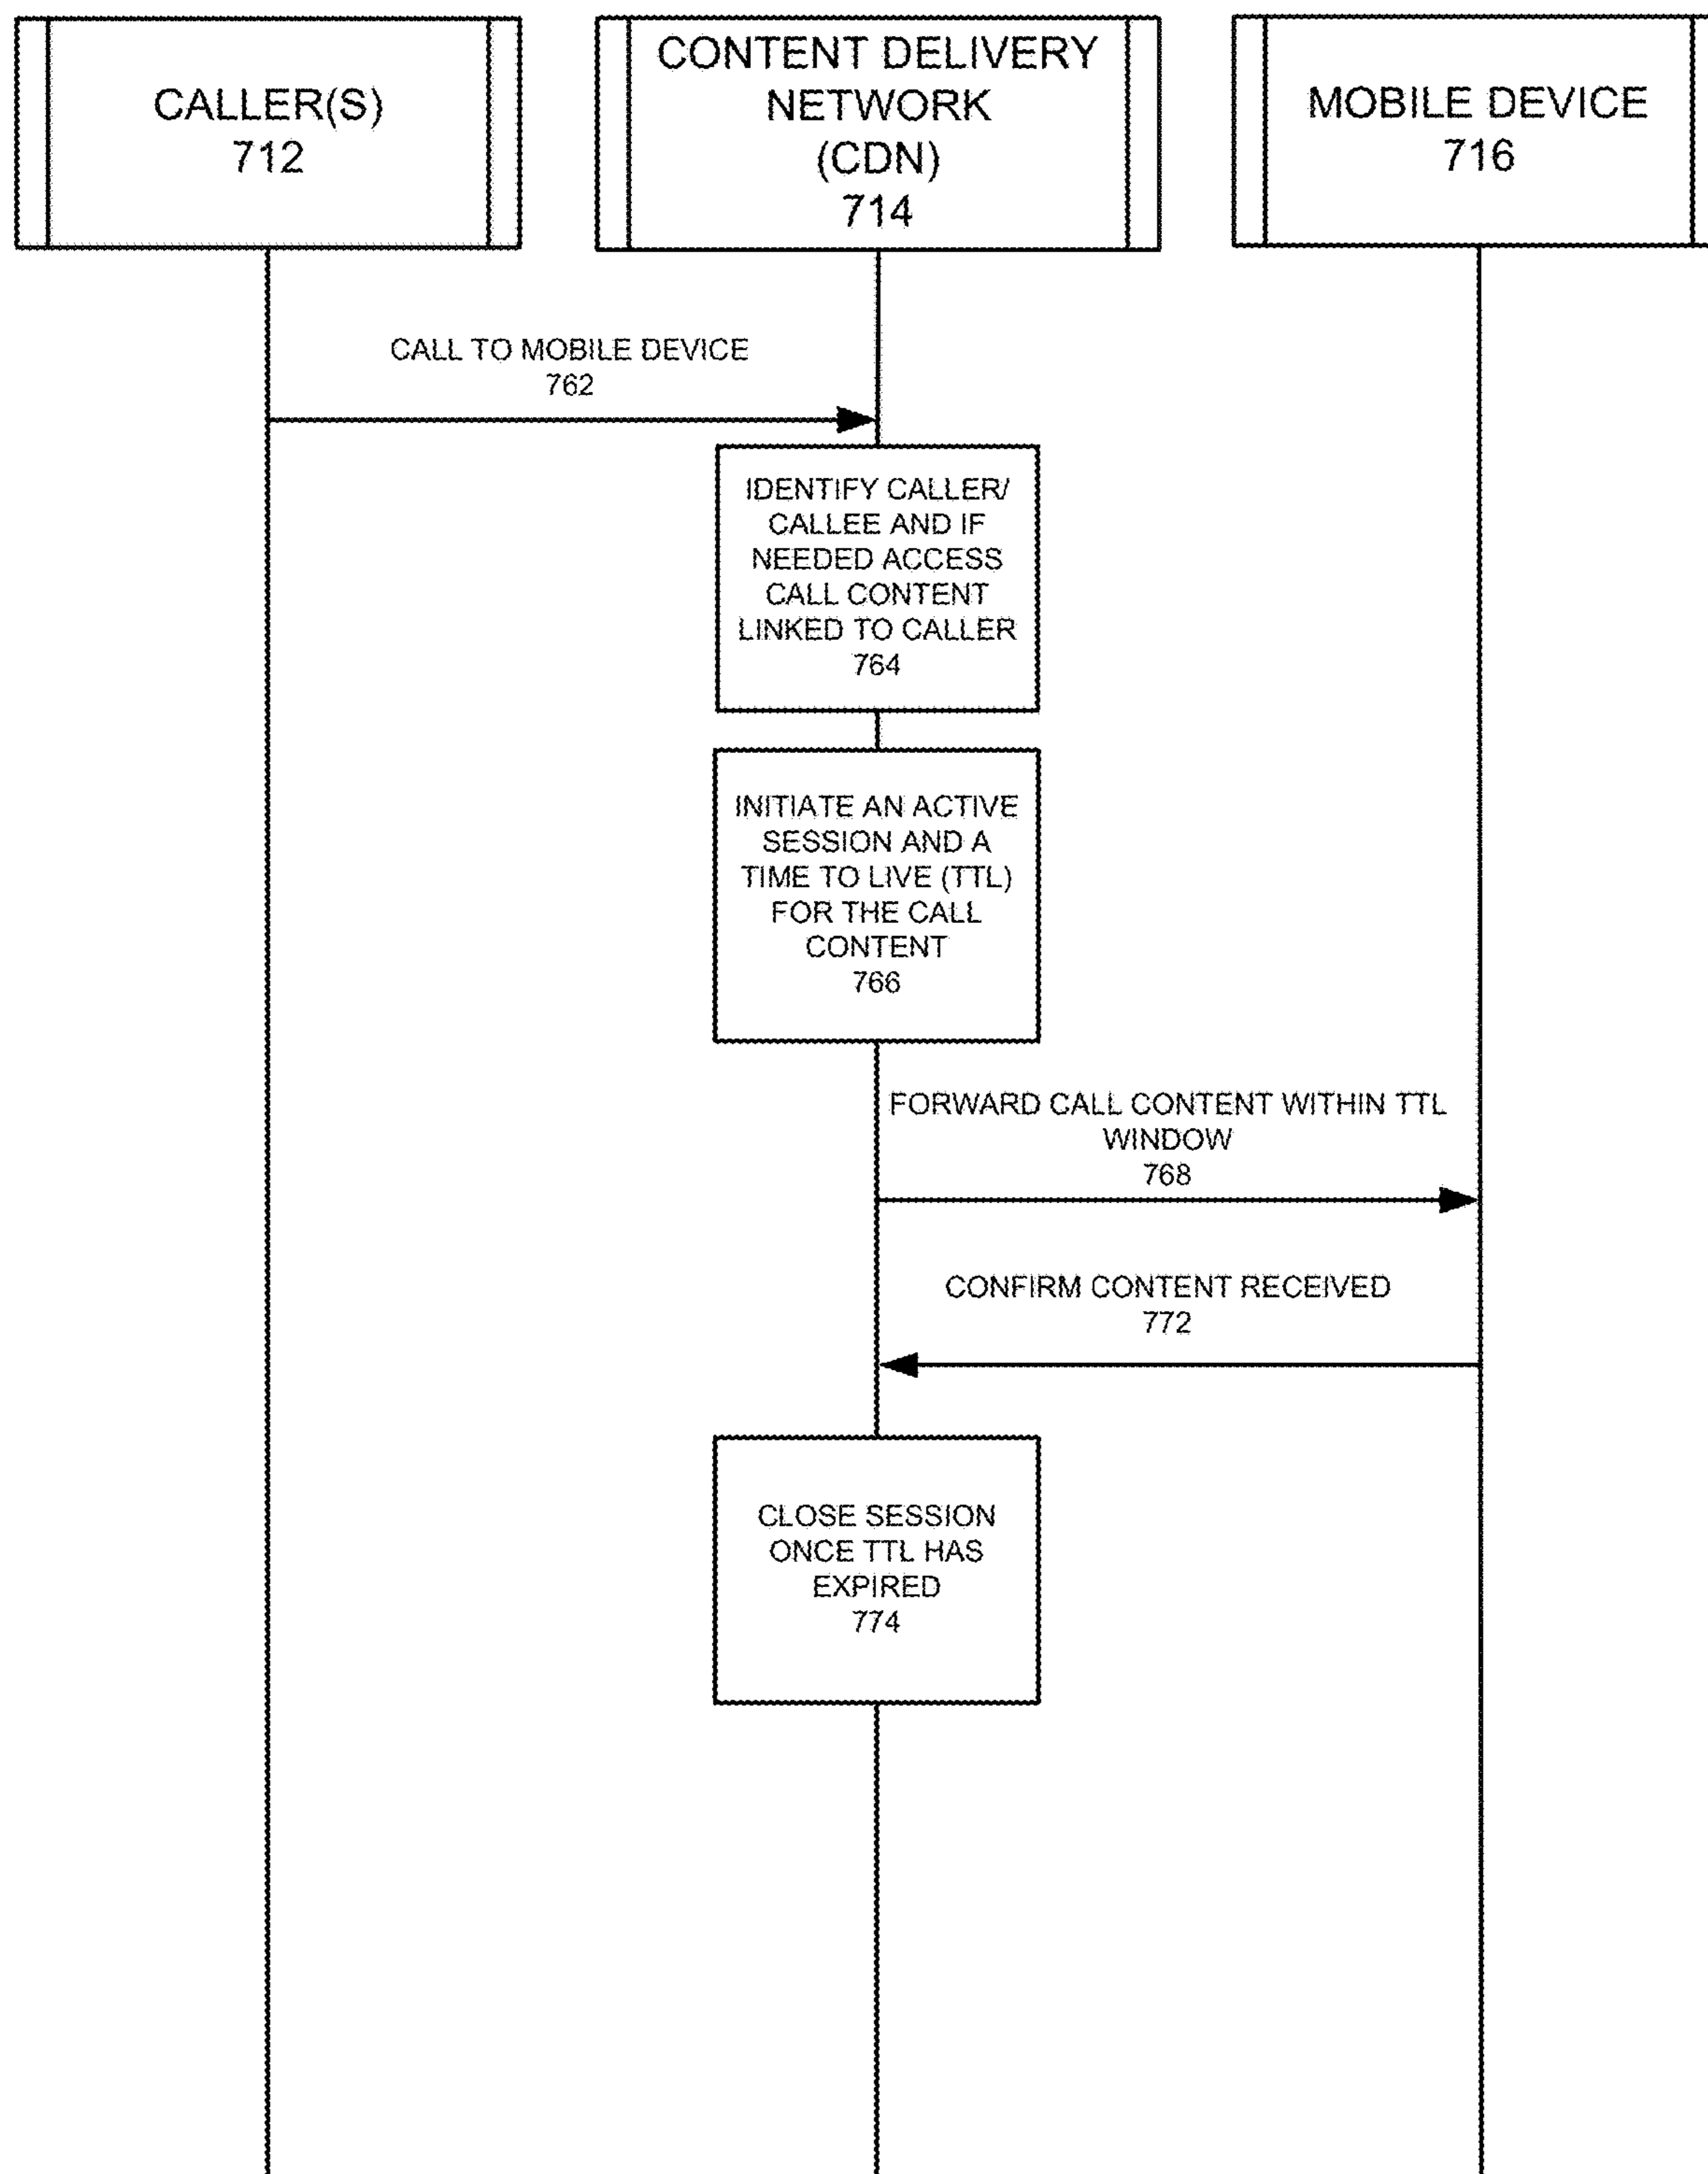 CALLER(S)
712
CONTENT DELIVERY
NETWORK
(CDN)
714
MOBILE DEVICE
716
CALL TO MOBILE DEVICE
762
IDENTIFY CALLER/
CALLEE AND IF
NEEDED ACCESS
CALL CONTENT
LINKED TO CALLER
764
INITIATE AN ACTIVE
SESSION AND A
TIME TO LIVE (TTL)
FOR THE CALL
CONTENT
766
FORWARD CALL CONTENT WITHIN TTL
WINDOW
768
CONFIRM CONTENT RECEIVED
772
CLOSE SESSION
ONCE TTL HAS
EXPIRED
774